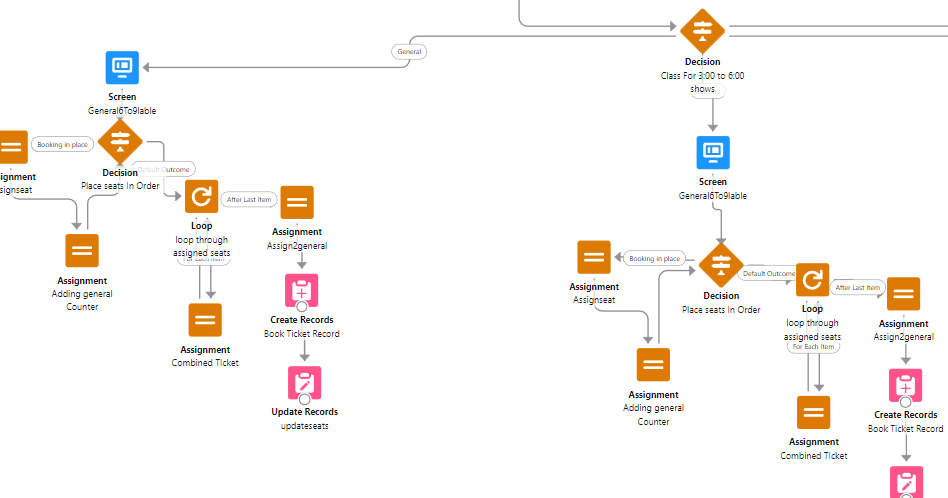 General
Decision
Class For 3:00 to 6:00
shows
Screen
General6To9lable
Booking in place
ignment
signseat
Decision
Place seats In Order
Default Outcome
Loop
loop through
assigned seats
For Each Item
After Last Item
Assignment
Assign2general
Assignment
Adding general
Counter
Assignment
Combined TIcket
Create Records
Book Ticket Record
Update Records
updateseats
Screen
General6To9lable
Booking in place
Assignment
Assignseat
Decision
Place seats In Order
Default Outcome
Loop
loop through
assigned seats
For Each Item
After Last Item
Assignment
Assign2general
Assignment
Adding general
Counter
Assignment
Combined TIcket
Create Records
Book Ticket Record